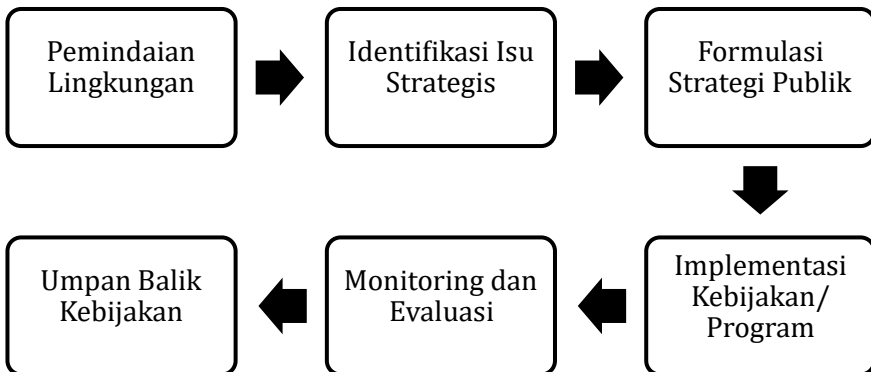 Pemindaian
Lingkungan
Identifikasi Isu
Strategis
Formulasi
Strategi Publik
Implementasi
Kebijakan/
Program
Monitoring dan
Evaluasi
Umpan Balik
Kebijakan